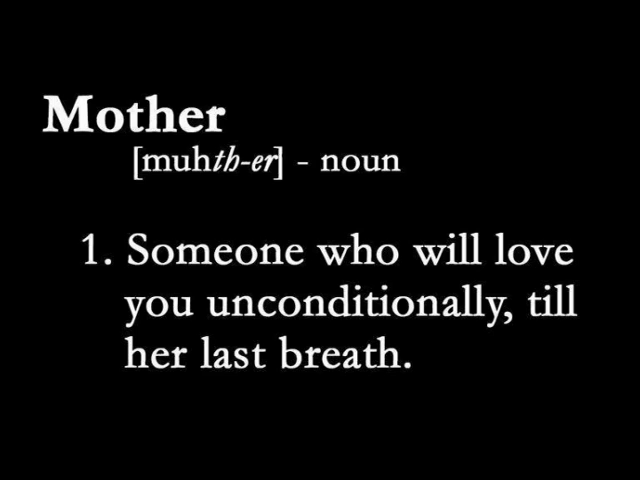 Mother
[muhth-er] - noun
1. Someone who will love
you unconditionally, till
her last breath.